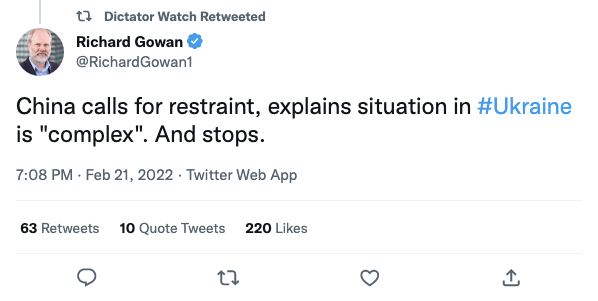 Dictator Watch Retweeted
Richard Gowan
@RichardGowan1
China calls for restraint, explains situation in #Ukraine
is "complex". And stops.
7:08 PM · Feb 21, 2022 · Twitter Web App
63 Retweets 10 Quote Tweets 220 Likes